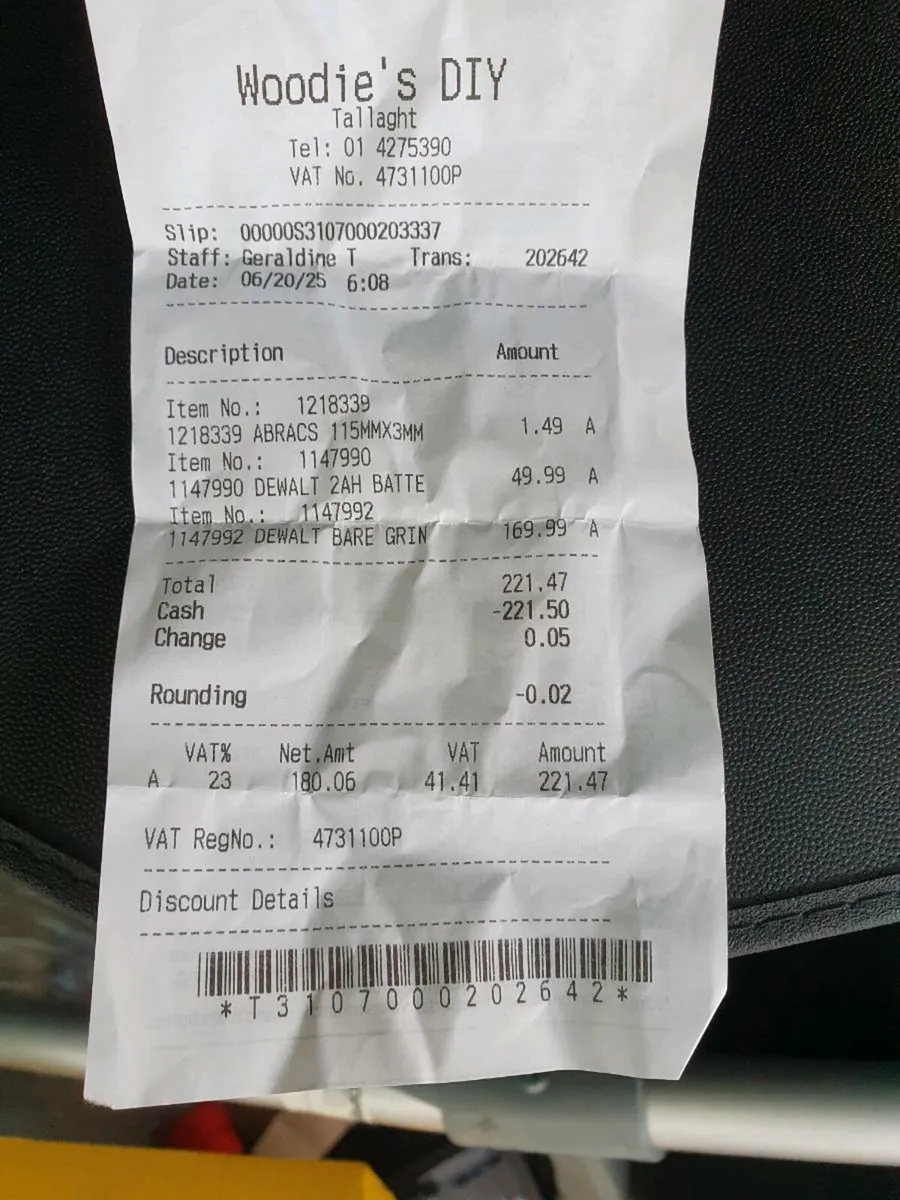 Woodie's DIY
Tallaght
Tel: 01 4275390
VAT No. 4731100P
Slip: 00000S3107000203337
Staff: Geraldine T Trans: 202642
Date: 06/20/25 6:08
Description Amount
Item No.: 1218339
1218339 ABRACS 115MMX3MM 1.49 A
Item No.: 1147990
1147990 DEWALT 2AH BATTE 49.99 A
Item No.: 1147992
1147992 DEWALT BARE GRIN 169.99 A
Total 221.47
Cash -221.50
Change 0.05
Rounding -0.02
VAT% Net.Amt VAT Amount
A 23 180.06 41.41 221.47
VAT RegNo.: 4731100P
Discount Details
*T3107000202642*